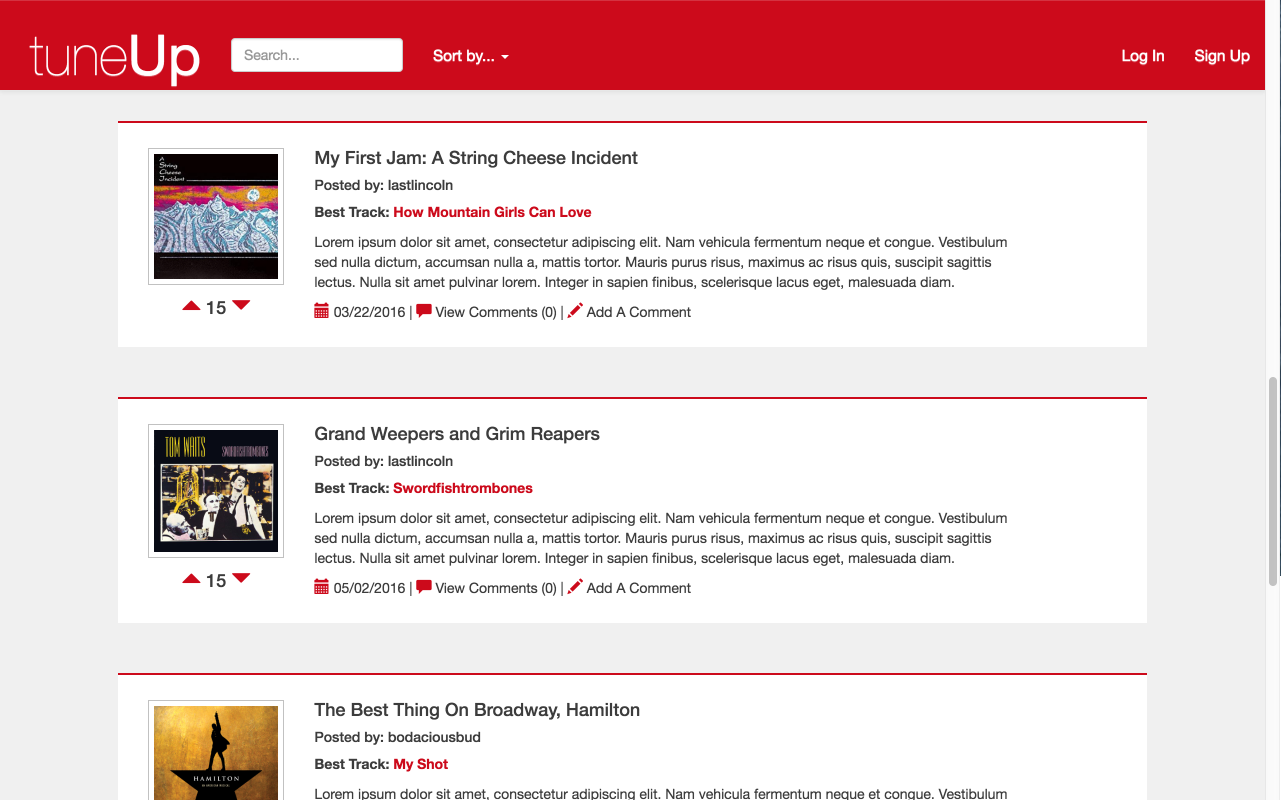 tuneUp
Search...
Sort by...
Log In
Sign Up
A
String
Cheese
Incident
My First Jam: A String Cheese Incident
Posted by: lastlincoln
Best Track: How Mountain Girls Can Love
Lorem ipsum dolor sit amet, consectetur adipiscing elit. Nam vehicula fermentum neque et congue. Vestibulum
sed nulla dictum, accumsan nulla a, mattis tortor. Mauris purus risus, maximus ac risus quis, suscipit sagittis
lectus. Nulla sit amet pulvinar lorem. Integer in sapien finibus, scelerisque lacus eget, malesuada diam.
15
03/22/2016 | View Comments (0) | Add A Comment
TOM WAITS
SWORDFISHTROMBONES
Grand Weepers and Grim Reapers
Posted by: lastlincoln
Best Track: Swordfishtrombones
Lorem ipsum dolor sit amet, consectetur adipiscing elit. Nam vehicula fermentum neque et congue. Vestibulum
sed nulla dictum, accumsan nulla a, mattis tortor. Mauris purus risus, maximus ac risus quis, suscipit sagittis
lectus. Nulla sit amet pulvinar lorem. Integer in sapien finibus, scelerisque lacus eget, malesuada diam.
15
05/02/2016 | View Comments (0) | Add A Comment
HAMILTON
The Best Thing On Broadway, Hamilton
Posted by: bodaciousbud
Best Track: My Shot
Lorem ipsum dolor sit amet, consectetur adipiscing elit. Nam vehicula fermentum neque et congue. Vestibulum